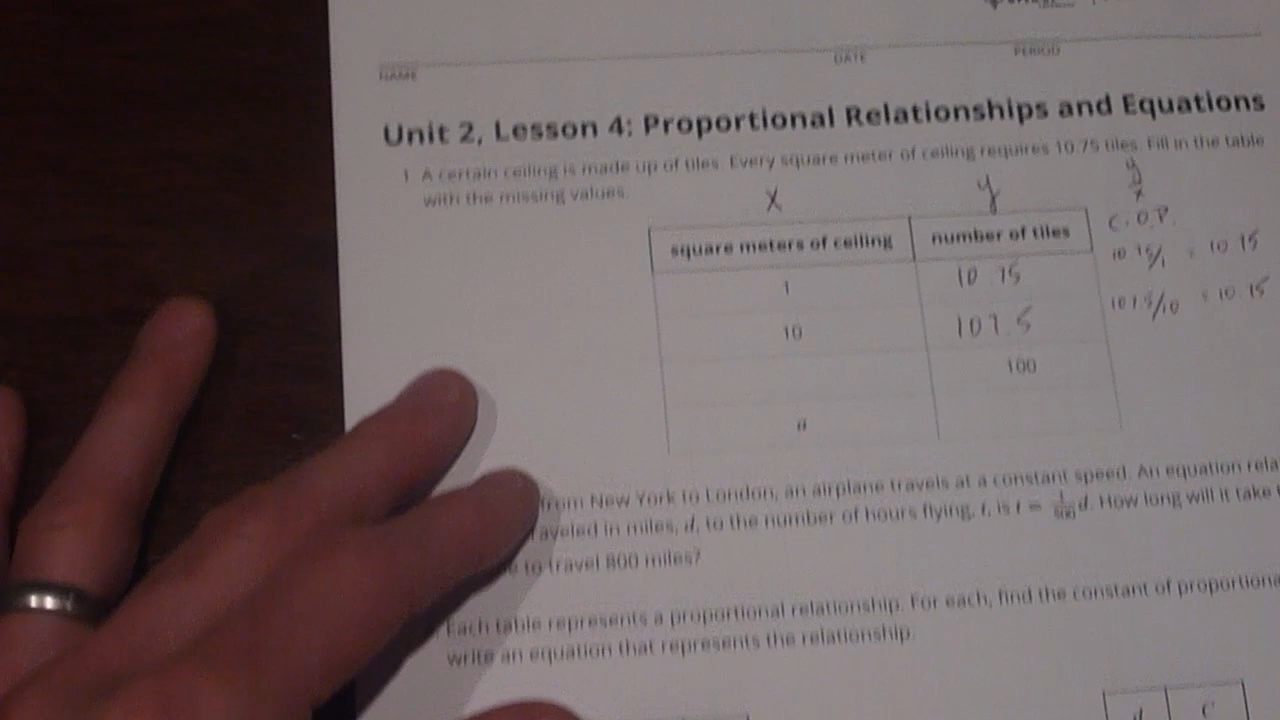 NAME
DATE
PERIOD
Unit 2, Lesson 4: Proportional Relationships and Equations
1. A certain ceiling is made up of tiles. Every square meter of ceiling requires 10.75 tiles. Fill in the table
with the missing values.
x
y
y
x
C.O.P.
square meters of ceiling
number of tiles
1
10.75
10.75/1 = 10.75
10
107.5
107.5/10 = 10.75
100
a
from New York to London, an airplane travels at a constant speed. An equation rela
raveled in miles, d, to the number of hours flying, t, is t = 1/500 d. How long will it take
to travel 800 miles?
Each table represents a proportional relationship. For each, find the constant of proportiona
write an equation that represents the relationship.
d
C